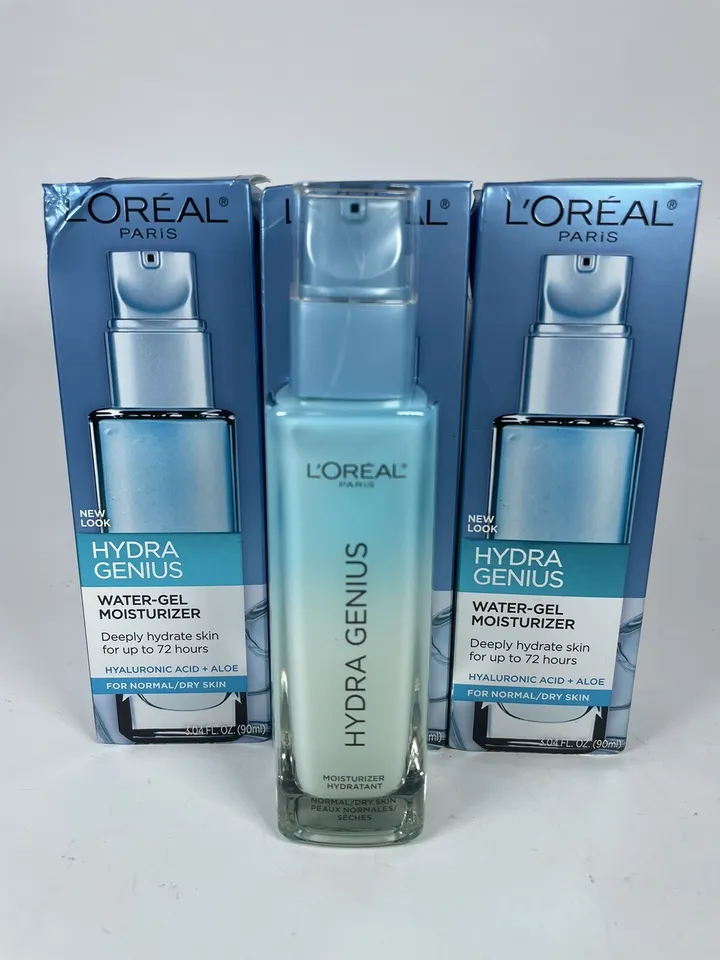 L'ORÉAL®
PARIS
NEW
LOOK
HYDRA
GENIUS
WATER-GEL
MOISTURIZER
Deeply hydrate skin
for up to 72 hours
HYALURONIC ACID + ALOE
FOR NORMAL/DRY SKIN
3.04 FL. OZ. (90ml)
L'ORÉAL®
PARIS
HYDRA GENIUS
MOISTURIZER
HYDRATANT
NORMAL/DRY SKIN
PEAUX NORMALES/
SÈCHES
L'ORÉAL®
PARIS
NEW
LOOK
HYDRA
GENIUS
WATER-GEL
MOISTURIZER
Deeply hydrate skin
for up to 72 hours
HYALURONIC ACID + ALOE
FOR NORMAL/DRY SKIN
3.04 FL. OZ. (90ml)